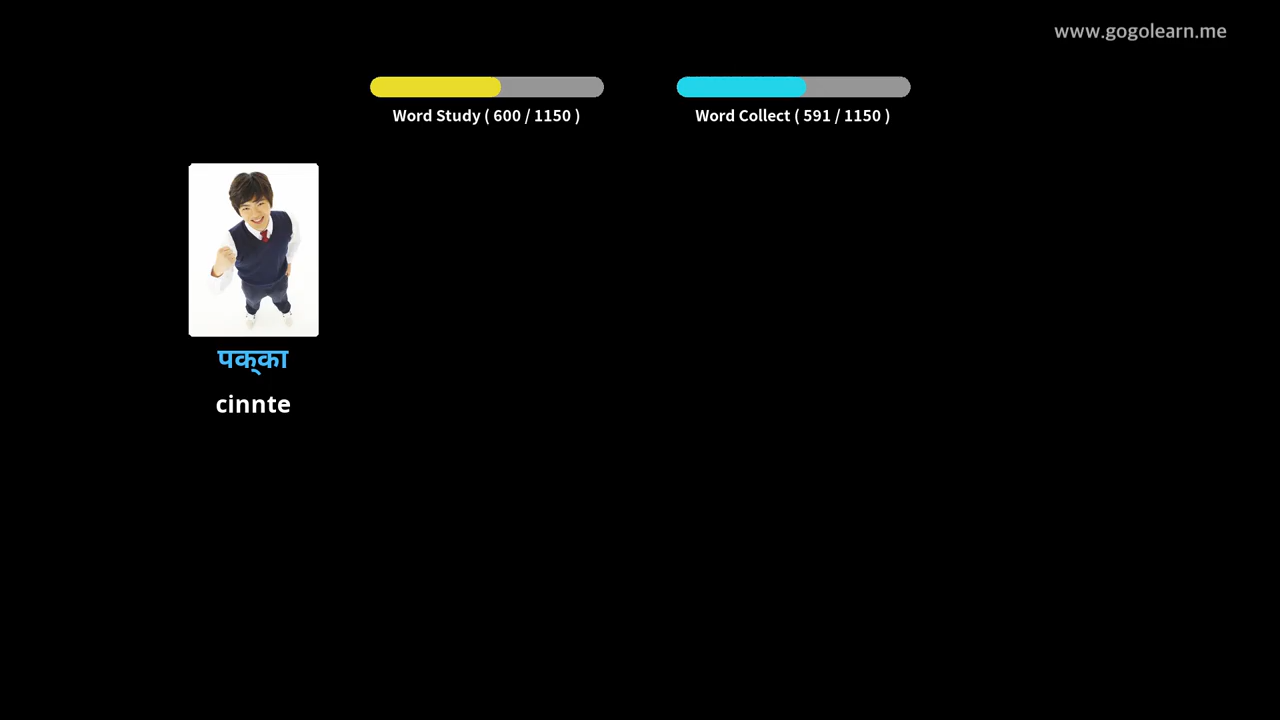 www.gogolearn.me
Word Study ( 600 / 1150 )
Word Collect ( 591 / 1150 )
पक्‌का
cinnte